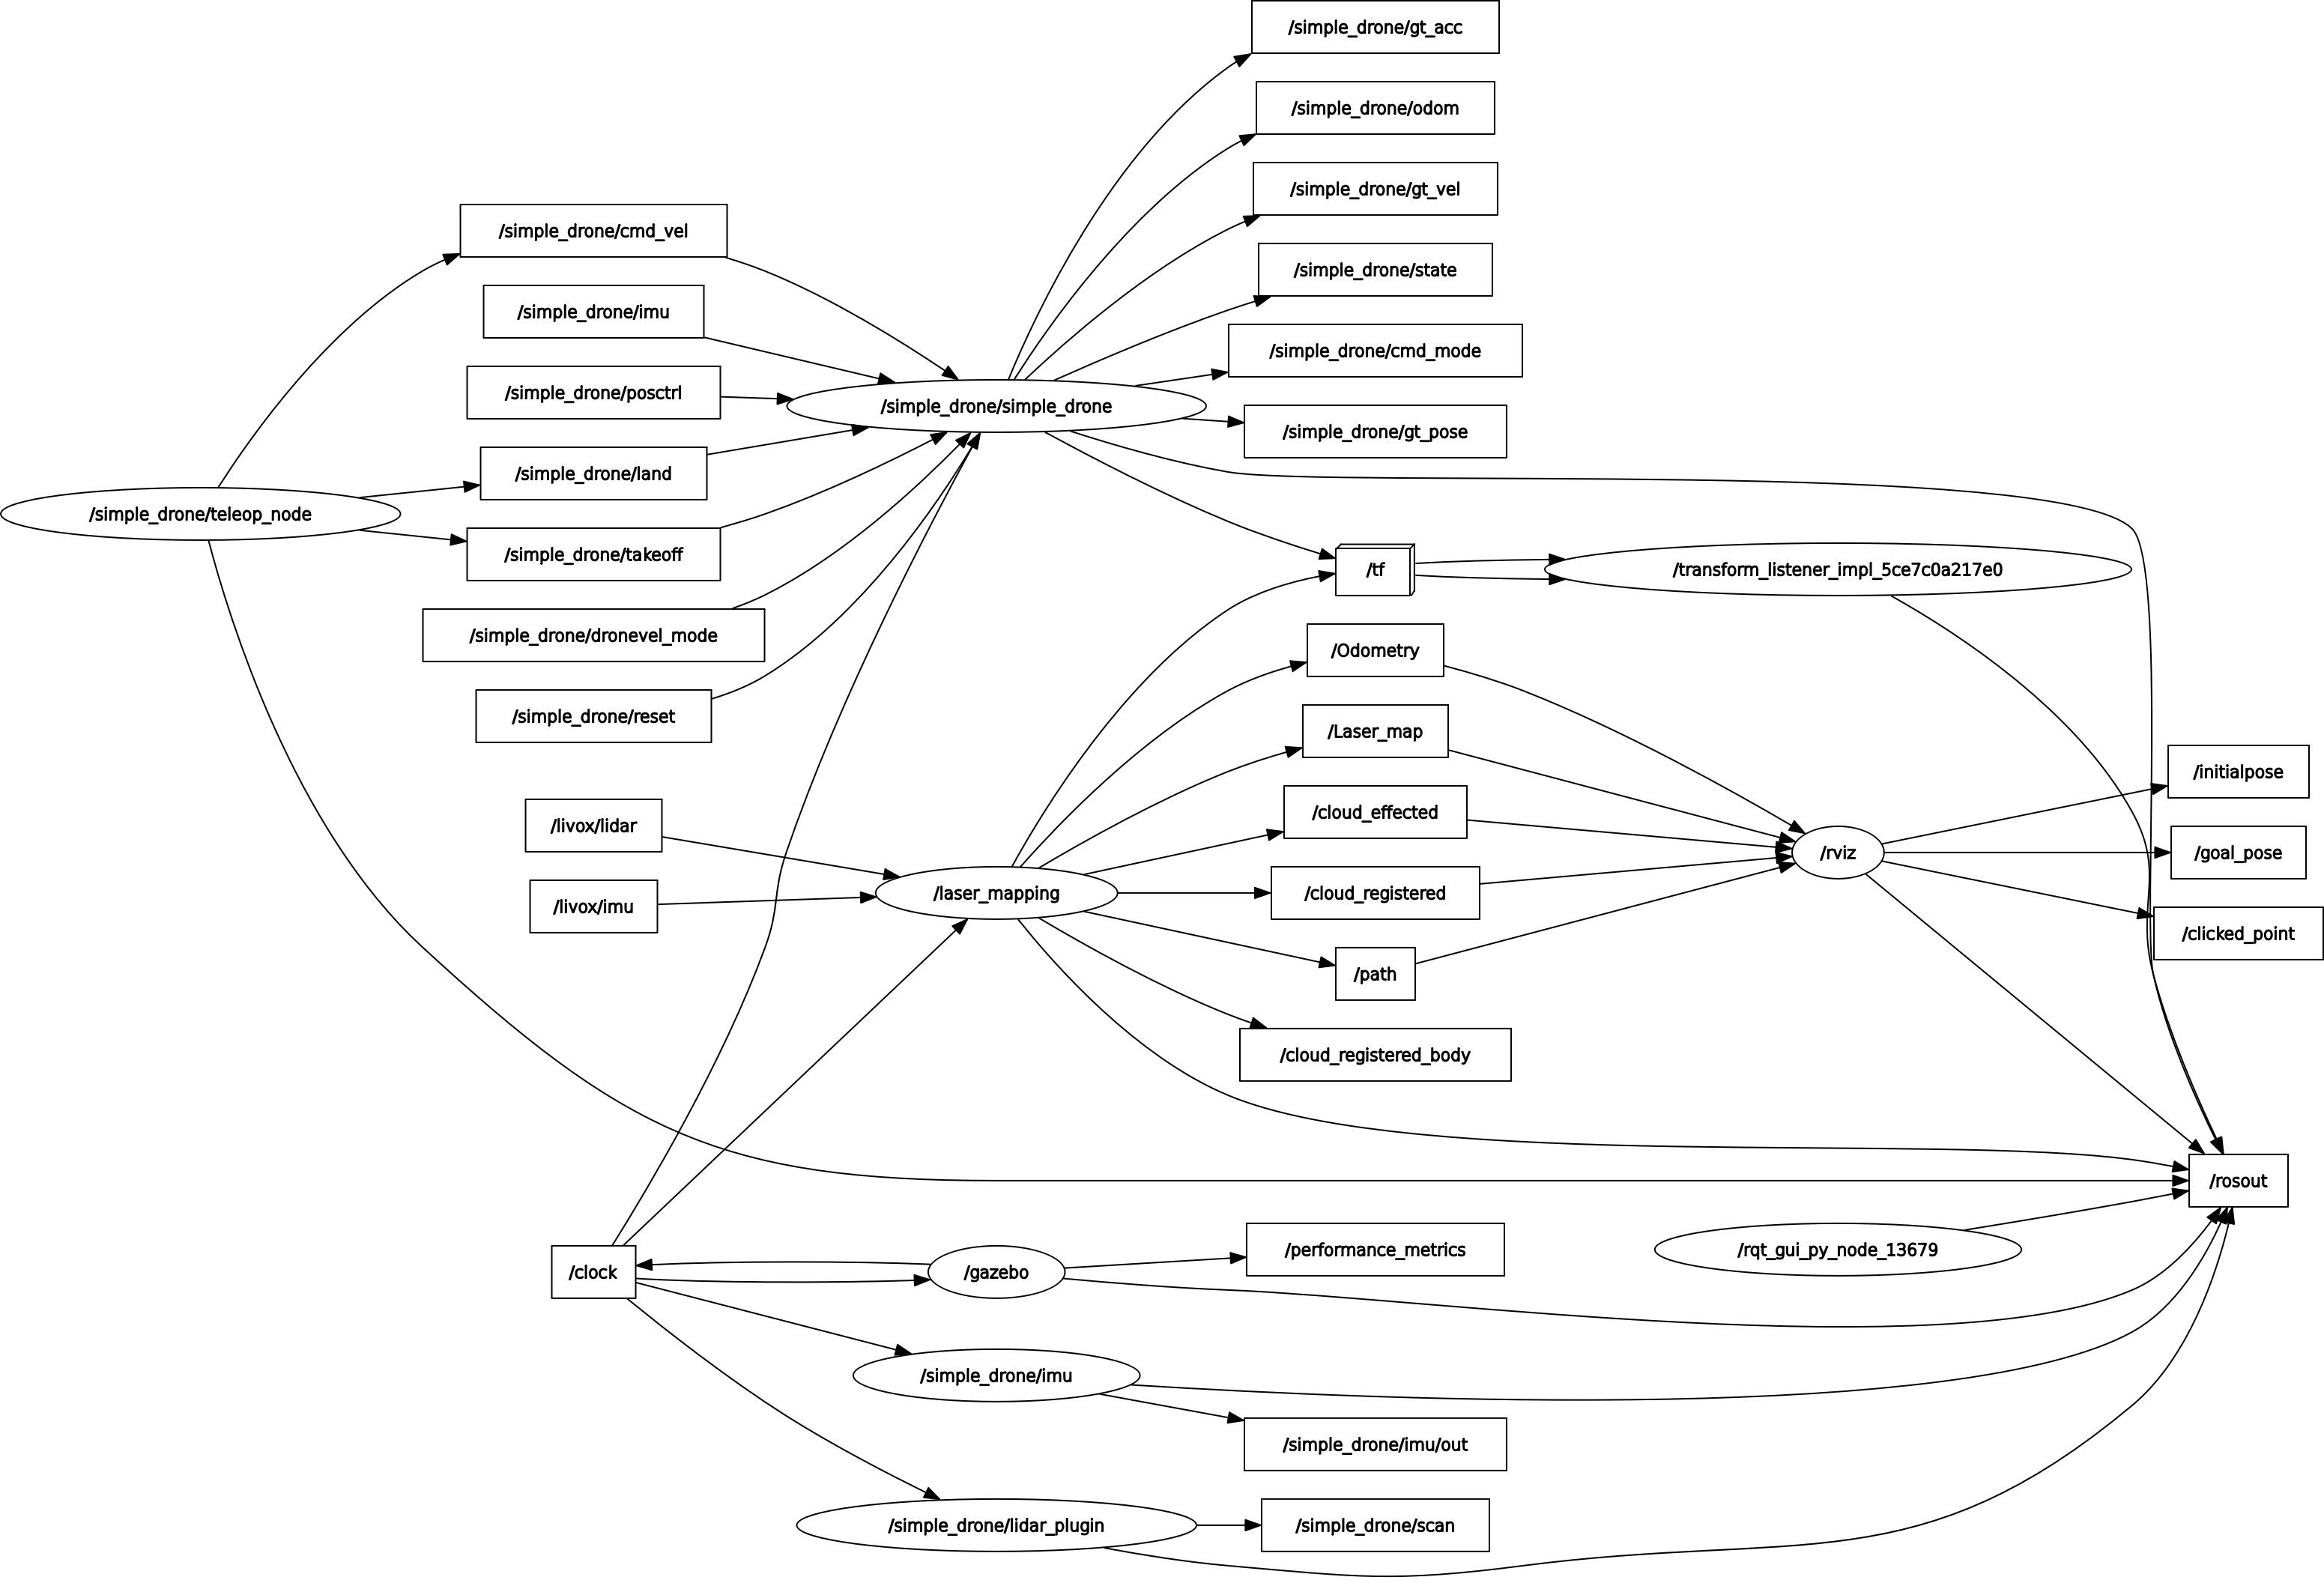 /simple_drone/gt_acc
/simple_drone/odom
/simple_drone/gt_vel
/simple_drone/cmd_vel
/simple_drone/state
/simple_drone/imu
/simple_drone/cmd_mode
/simple_drone/posctrl
/simple_drone/simple_drone
/simple_drone/gt_pose
/simple_drone/land
/simple_drone/teleop_node
/simple_drone/takeoff
/tf
/transform_listener_impl_5ce7c0a217e0
/simple_drone/dronevel_mode
/Odometry
/simple_drone/reset
/Laser_map
/initialpose
/livox/lidar
/cloud_effected
/rviz
/goal_pose
/livox/imu
/laser_mapping
/cloud_registered
/clicked_point
/path
/cloud_registered_body
/rosout
/performance_metrics
/rqt_gui_py_node_13679
/clock
/gazebo
/simple_drone/imu
/simple_drone/imu/out
/simple_drone/lidar_plugin
/simple_drone/scan